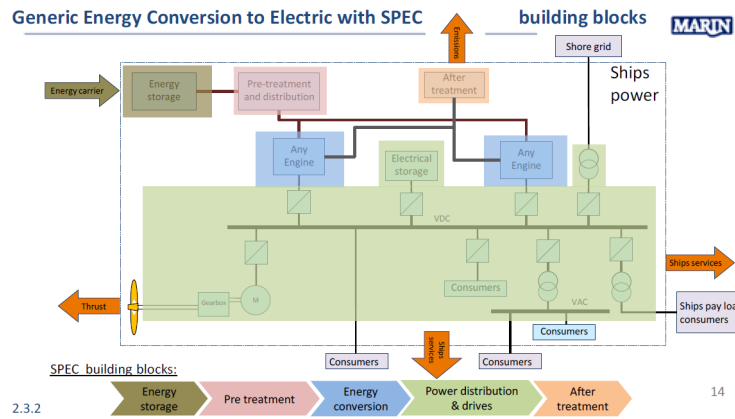 Generic Energy Conversion to Electric with SPEC building blocks
MARIN
Emissions
Shore grid
Ships
power
Energy carrier
Energy
storage
Pre-treatment
and distribution
After
treatment
Any
Engine
Electrical
storage
Any
Engine
VDC
Ships services
Consumers
Thrust
Gearbox
M
VAC
Ships pay loa
consumers
Consumers
Ships
services
Consumers
Consumers
SPEC building blocks:
Energy
storage
Pre treatment
Energy
conversion
Power distribution
& drives
After
treatment
14
2.3.2